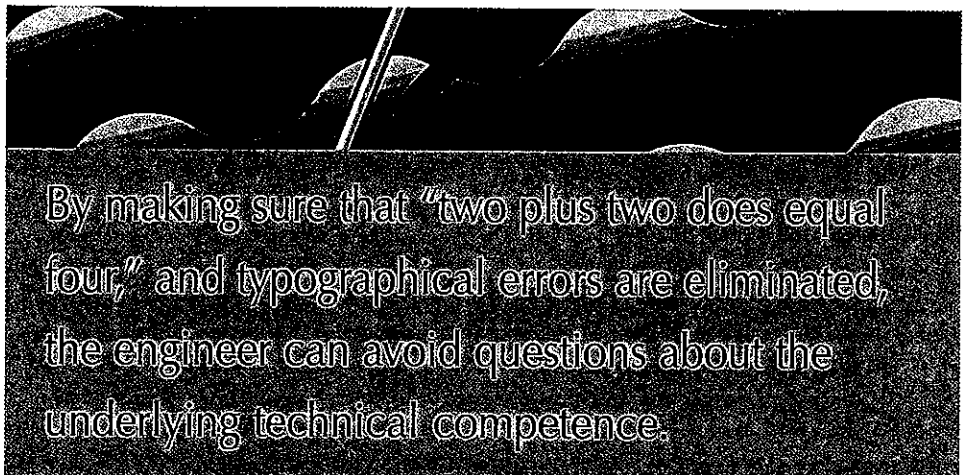 By making sure that “two plus two does equal
four,” and typographical errors are eliminated,
the engineer can avoid questions about the
underlying technical competence.